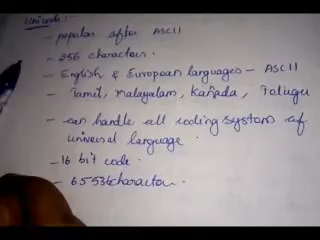 Unicode:-
- popular after ASCII
- 256 characters.
- English & European languages - ASCII
- Tamil, Malayalam, Kannada, Telugu
- can handle all coding system of
universal language.
- 16 bit code.
- 65536 character.